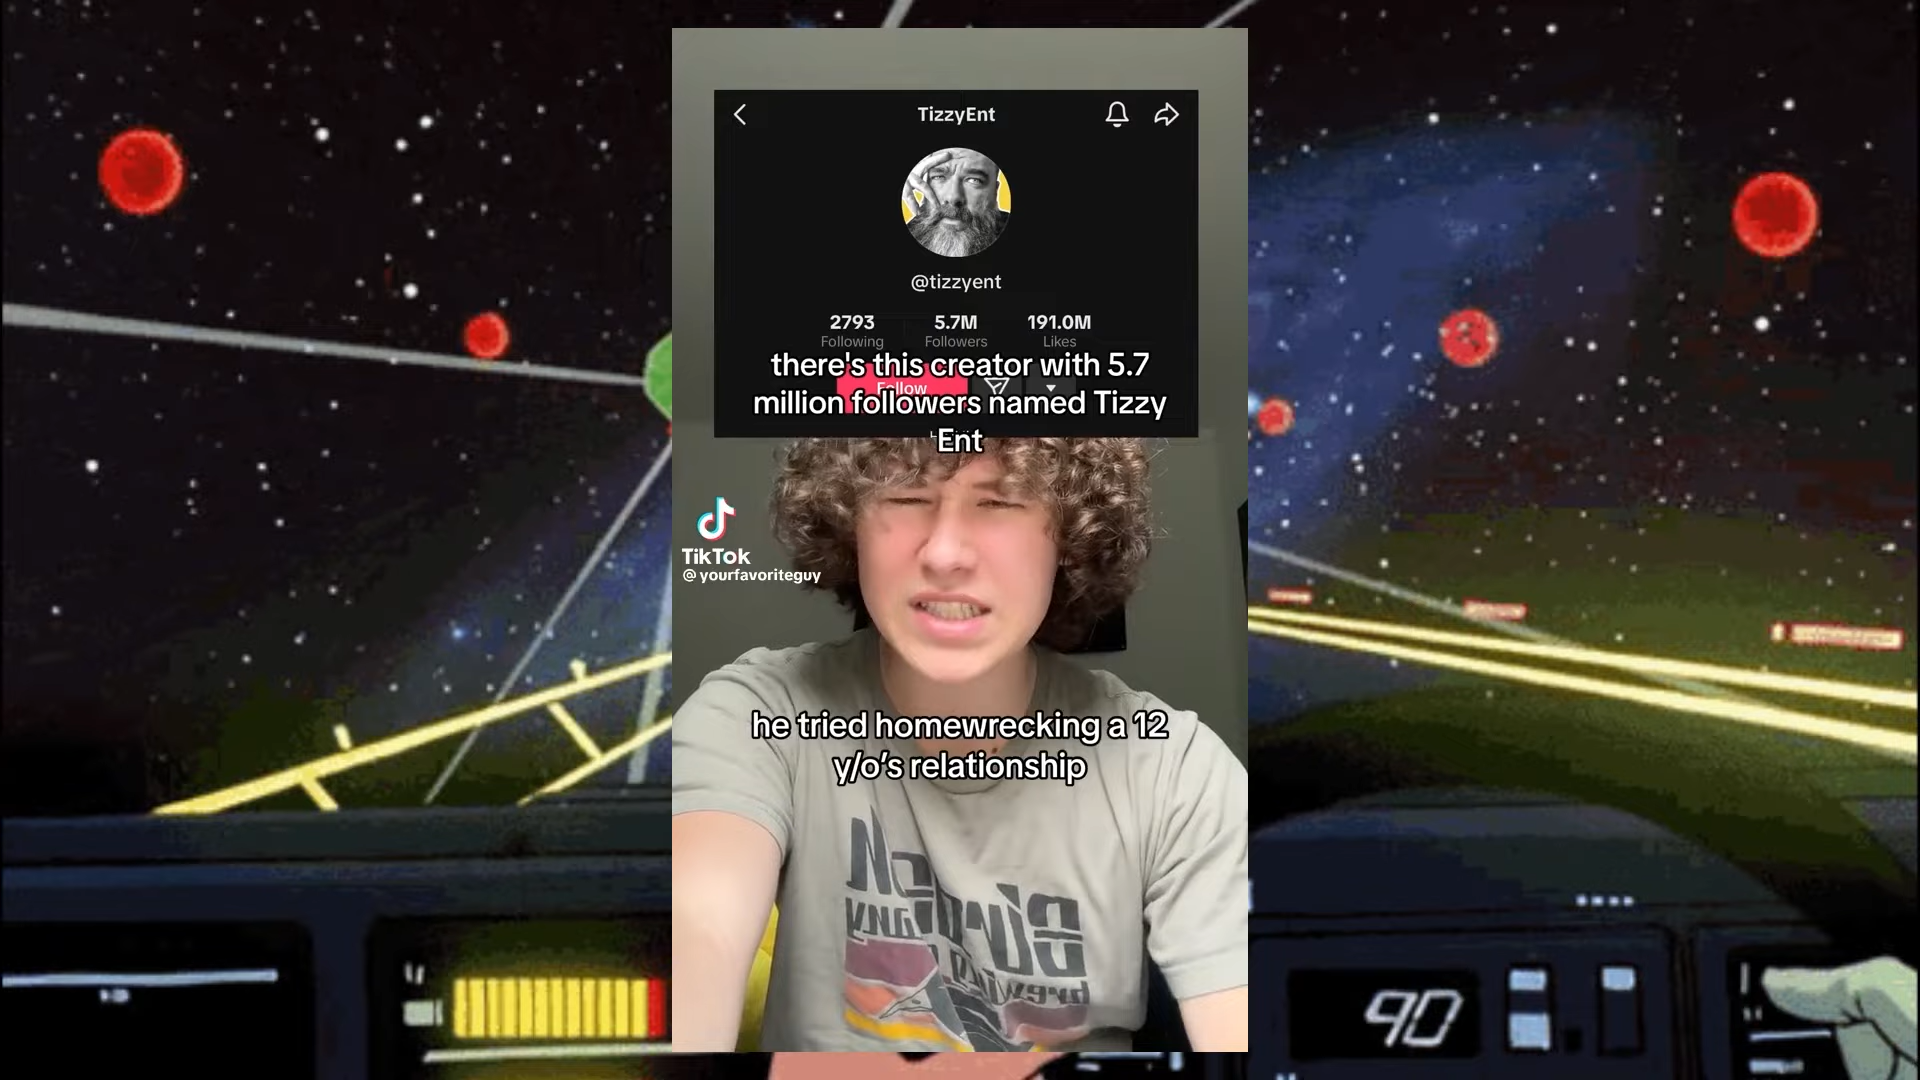 TizzyEnt
@tizzyent
2793
5.7M
191.0M
Following
Followers
Likes
Follow
there's this creator with 5.7
million followers named Tizzy
Ent
TikTok
@yourfavoriteguy
he tried homewrecking a 12
y/o's relationship
90